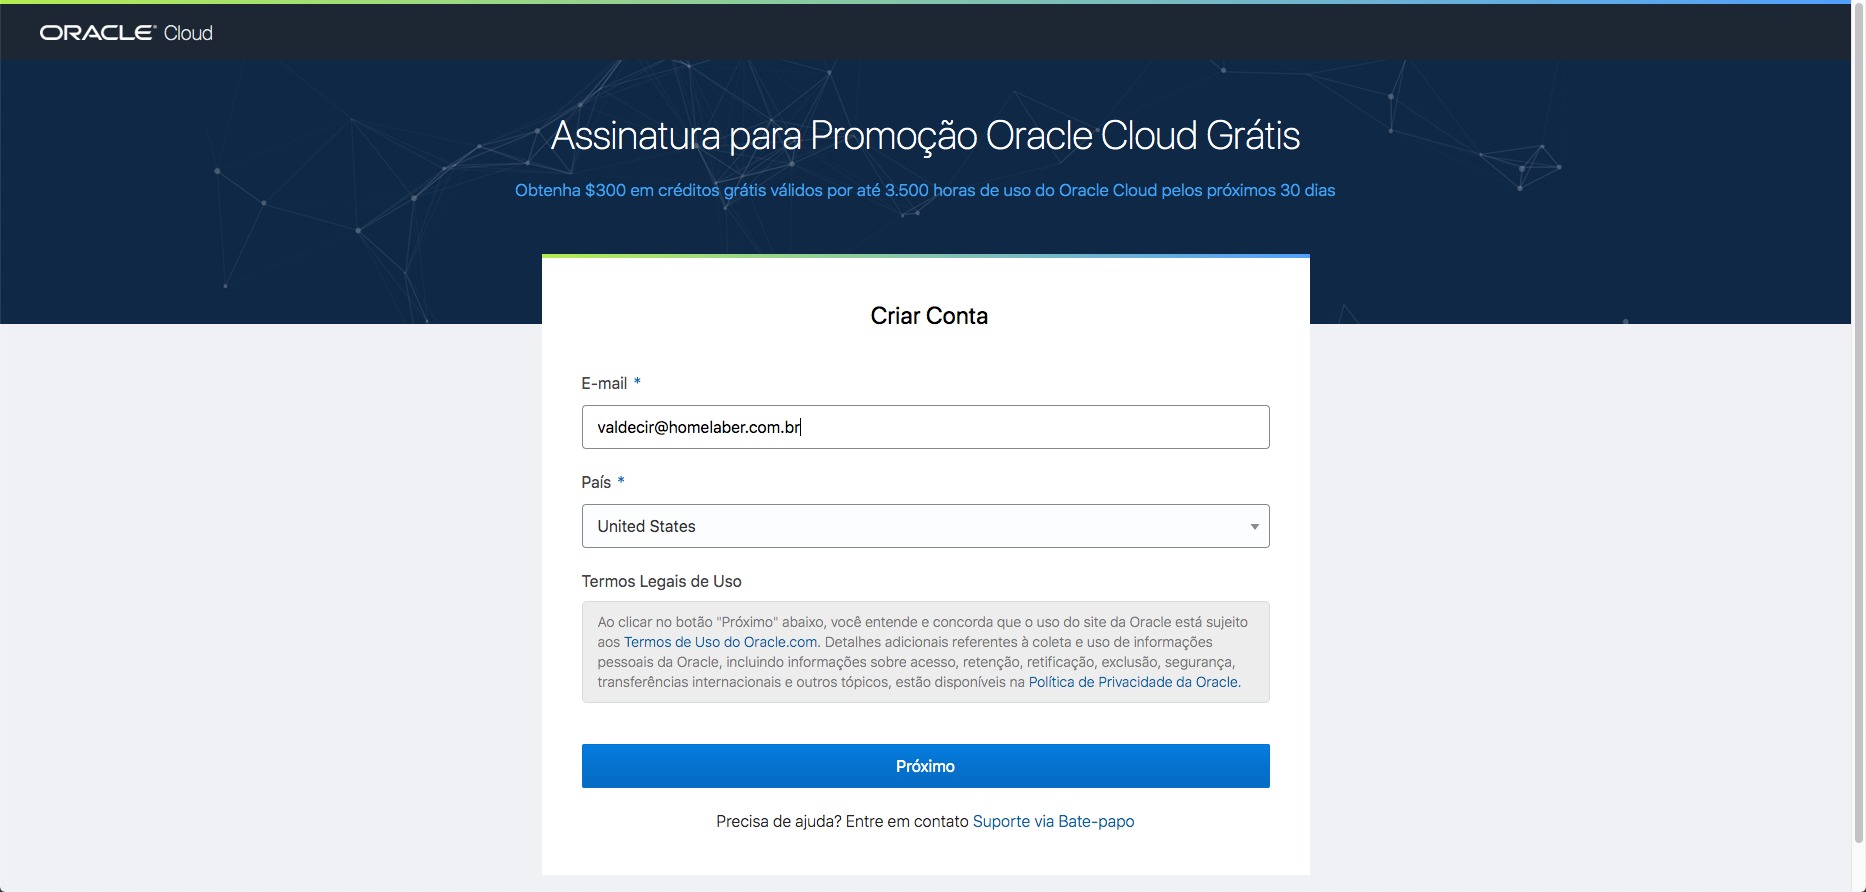 ORACLE® Cloud
Assinatura para Promoção Oracle Cloud Grátis
Obtenha $300 em créditos grátis válidos por até 3.500 horas de uso do Oracle Cloud pelos próximos 30 dias
Criar Conta
E-mail *
valdecir@homelaber.com.br
País *
United States
Termos Legais de Uso
Ao clicar no botão "Próximo" abaixo, você entende e concorda que o uso do site da Oracle está sujeito
aos Termos de Uso do Oracle.com. Detalhes adicionais referentes à coleta e uso de informações
pessoais da Oracle, incluindo informações sobre acesso, retenção, retificação, exclusão, segurança,
transferências internacionais e outros tópicos, estão disponíveis na Política de Privacidade da Oracle.
Próximo
Precisa de ajuda? Entre em contato Suporte via Bate-papo